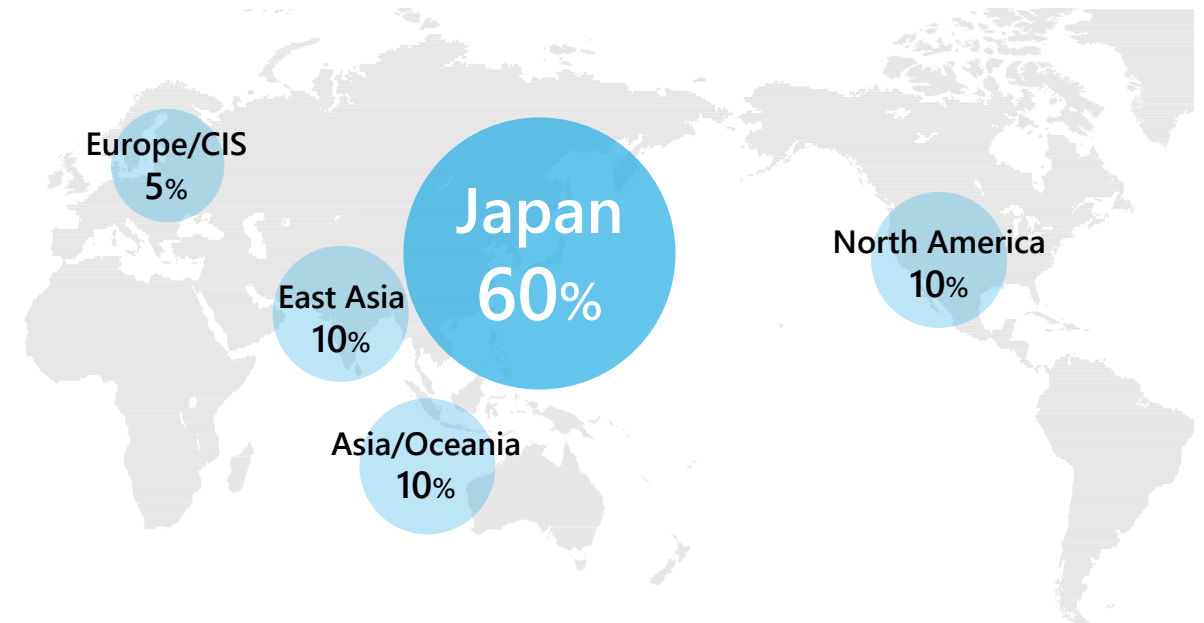 Europe/CIS
5%
Japan
60%
North America
10%
East Asia
10%
Asia/Oceania
10%